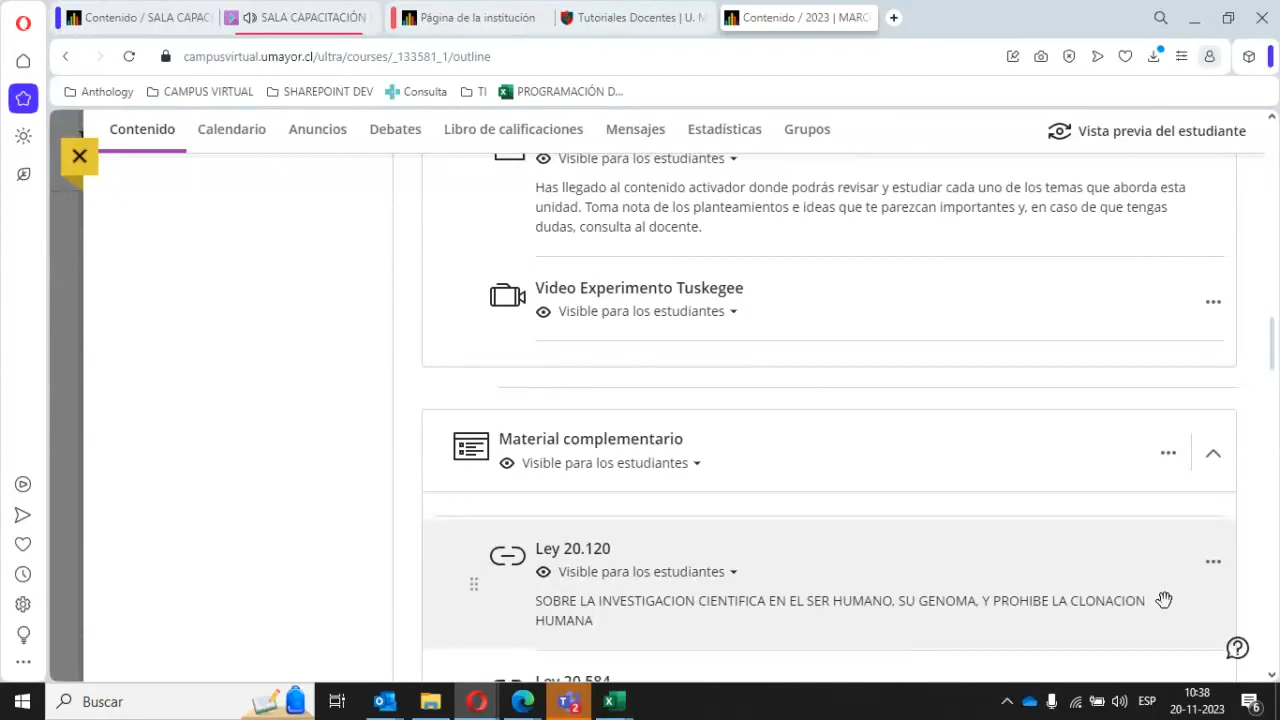 Contenido / SALA CAPAC
SALA CAPACITACIÓN
Página de la institución
Tutoriales Docentes | U. M
Contenido / 2023 | MARC
campusvirtual.umayor.cl/ultra/courses/_133581_1/outline
Anthology
CAMPUS VIRTUAL
SHAREPOINT DEV
Consulta
TI
PROGRAMACIÓN D...
Contenido
Calendario
Anuncios
Debates
Libro de calificaciones
Mensajes
Estadísticas
Grupos
Vista previa del estudiante
Visible para los estudiantes
Has llegado al contenido activador donde podrás revisar y estudiar cada uno de los temas que aborda esta
unidad. Toma nota de los planteamientos e ideas que te parezcan importantes y, en caso de que tengas
dudas, consulta al docente.
Video Experimento Tuskegee
Visible para los estudiantes
Material complementario
Visible para los estudiantes
Ley 20.120
Visible para los estudiantes
SOBRE LA INVESTIGACION CIENTIFICA EN EL SER HUMANO, SU GENOMA, Y PROHIBE LA CLONACION
HUMANA
Ley 20.584
Buscar
2
ESP
10:38
20-11-2023
6